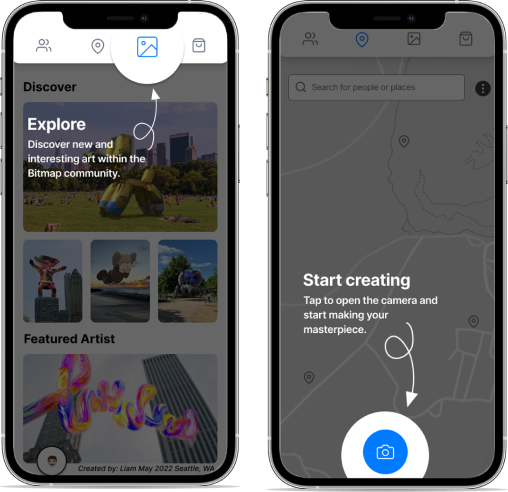 Discover
Explore
Discover new and
interesting art within the
Bitmap community.
Featured Artist
Created by: Liam May 2022 Seattle, WA
Search for people or places
Start creating
Tap to open the camera and
start making your
masterpiece.